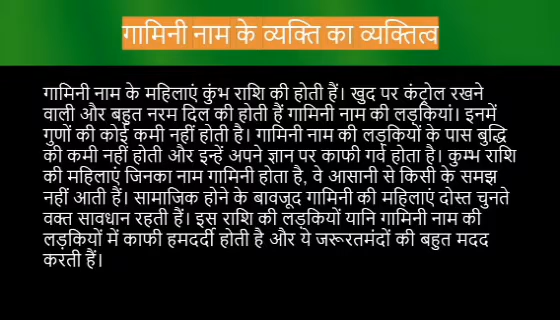 गामिनी नाम के व्यक्ति का व्यक्तित्व
गामिनी नाम के महिलाएं कुंभ राशि की होती हैं। खुद पर कंट्रोल रखने
वाली और बहुत नरम दिल की होती हैं गामिनी नाम की लड़कियां। इनमें
गुणों की कोई कमी नहीं होती है। गामिनी नाम की लड़कियों के पास बुद्धि
की कमी नहीं होती और इन्हें अपने ज्ञान पर काफी गर्व होता है। कुम्भ राशि
की महिलाएं जिनका नाम गामिनी होता है, वे आसानी से किसी के समझ
नहीं आती हैं। सामाजिक होने के बावजूद गामिनी की महिलाएं दोस्त चुनते
वक्त सावधान रहती हैं। इस राशि की लड़कियों यानि गामिनी नाम की
लड़कियों में काफी हमदर्दी होती है और ये जरूरतमंदों की बहुत मदद
करती हैं।